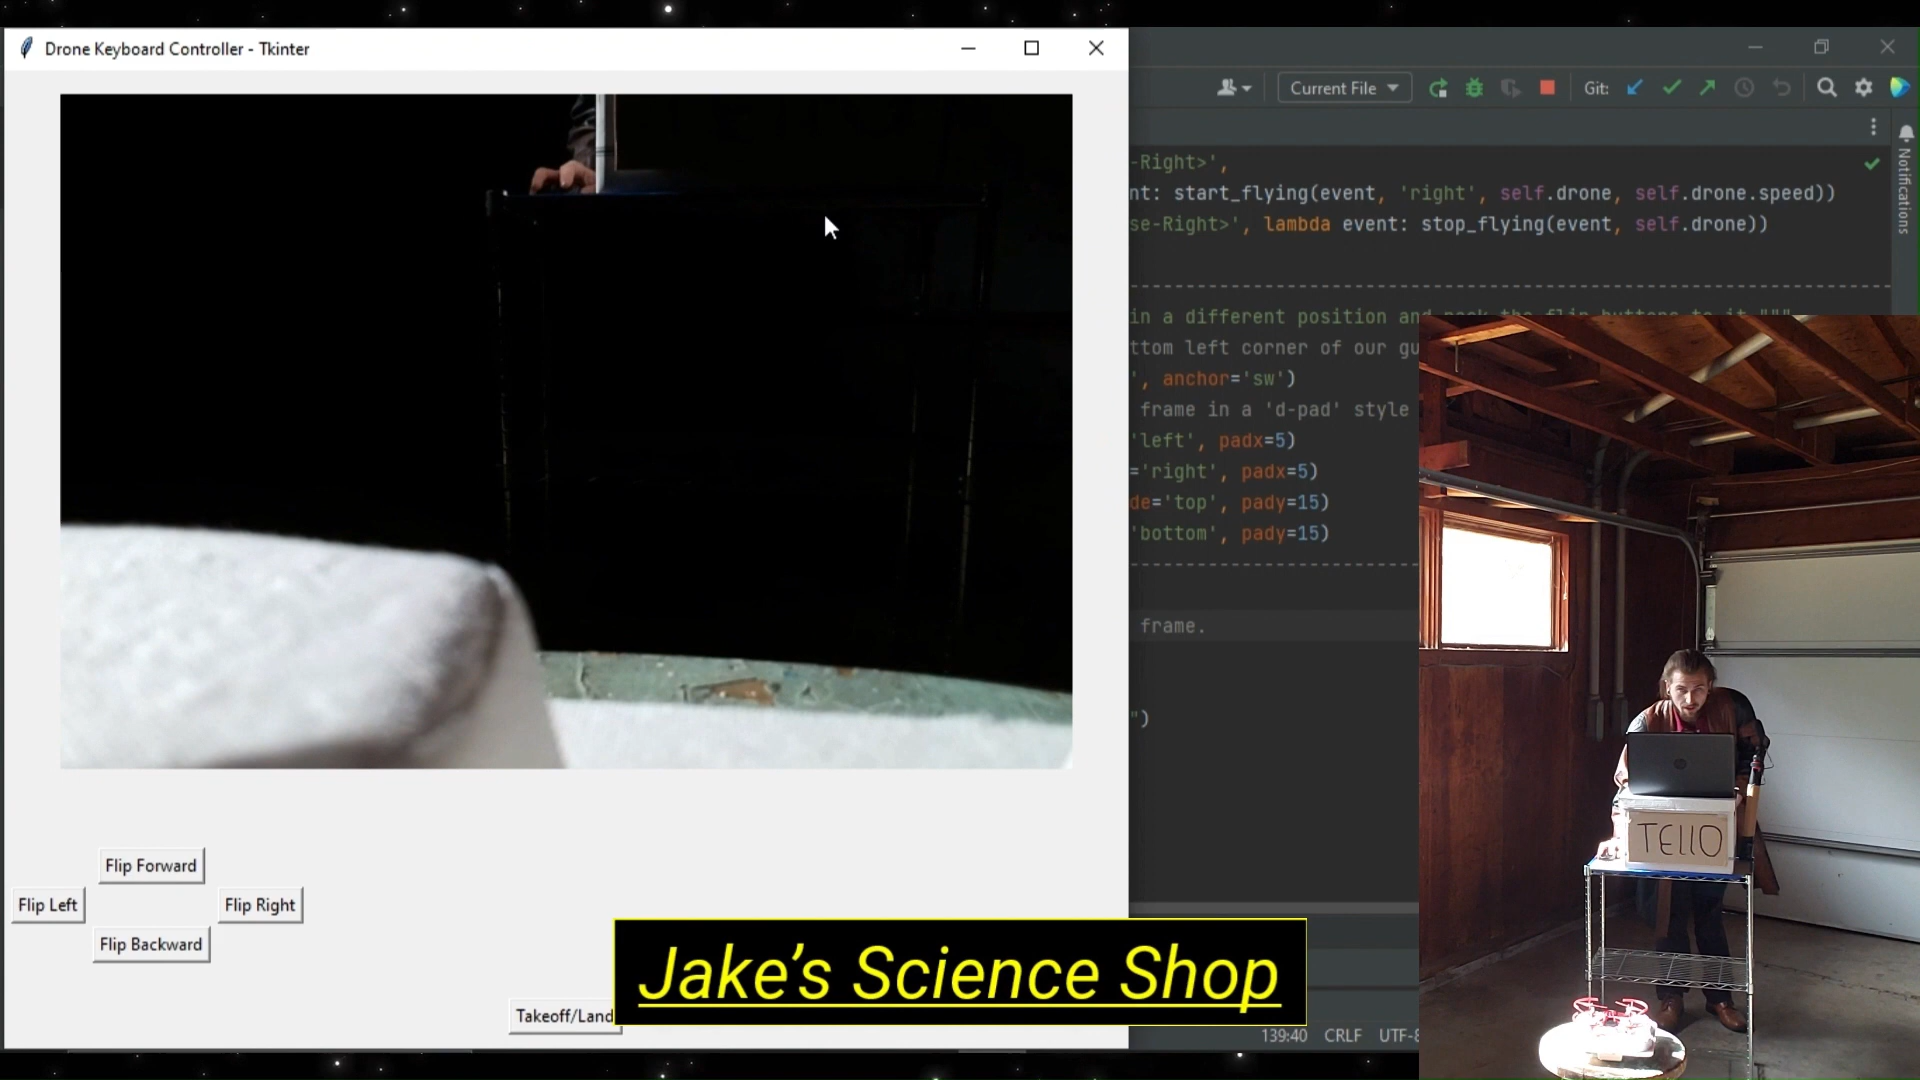 Drone Keyboard Controller - Tkinter
Current File
Git:
Notifications
-Right>',
nt: start_flying(event, 'right', self.drone, self.drone.speed))
se-Right>', lambda event: stop_flying(event, self.drone))
in a different position and
ttom left corner of our gu
', anchor='sw')
frame in a 'd-pad' style
'left', padx=5)
='right', padx=5)
de='top', pady=15)
'bottom', pady=15)
frame.
")
TELLO
Flip Forward
Flip Left
Flip Right
Flip Backward
Takeoff/Land
Jake's Science Shop
139:40 CRLF UTF-8